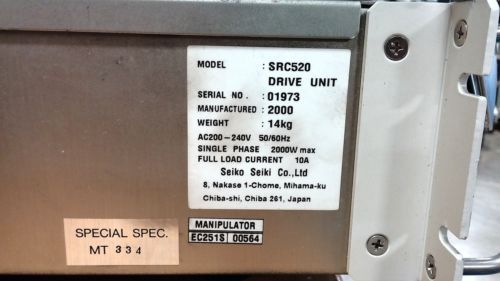 MODEL : SRC520
DRIVE UNIT
SERIAL NO. : 01973
MANUFACTURED : 2000
WEIGHT : 14kg
AC200-240V 50/60Hz
SINGLE PHASE 2000W max
FULL LOAD CURRENT 10A
Seiko Seiki Co.,Ltd
8, Nakase 1-Chome, Mihama-ku
Chiba-shi, Chiba 261, Japan
SPECIAL SPEC.
MT 334
MANIPULATOR
EC251S 00564